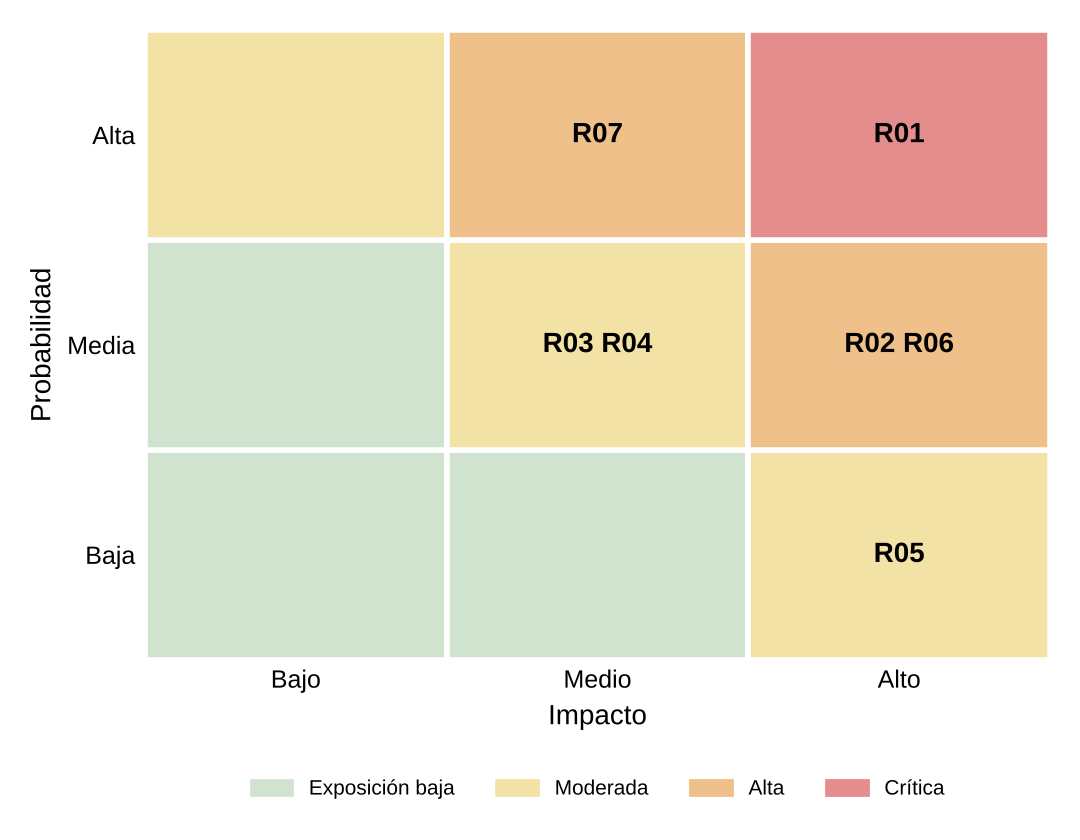 Alta
R07
R01
Probabilidad
Media
R03 R04
R02 R06
Baja
R05
Bajo
Medio
Alto
Impacto
Exposición baja
Moderada
Alta
Crítica